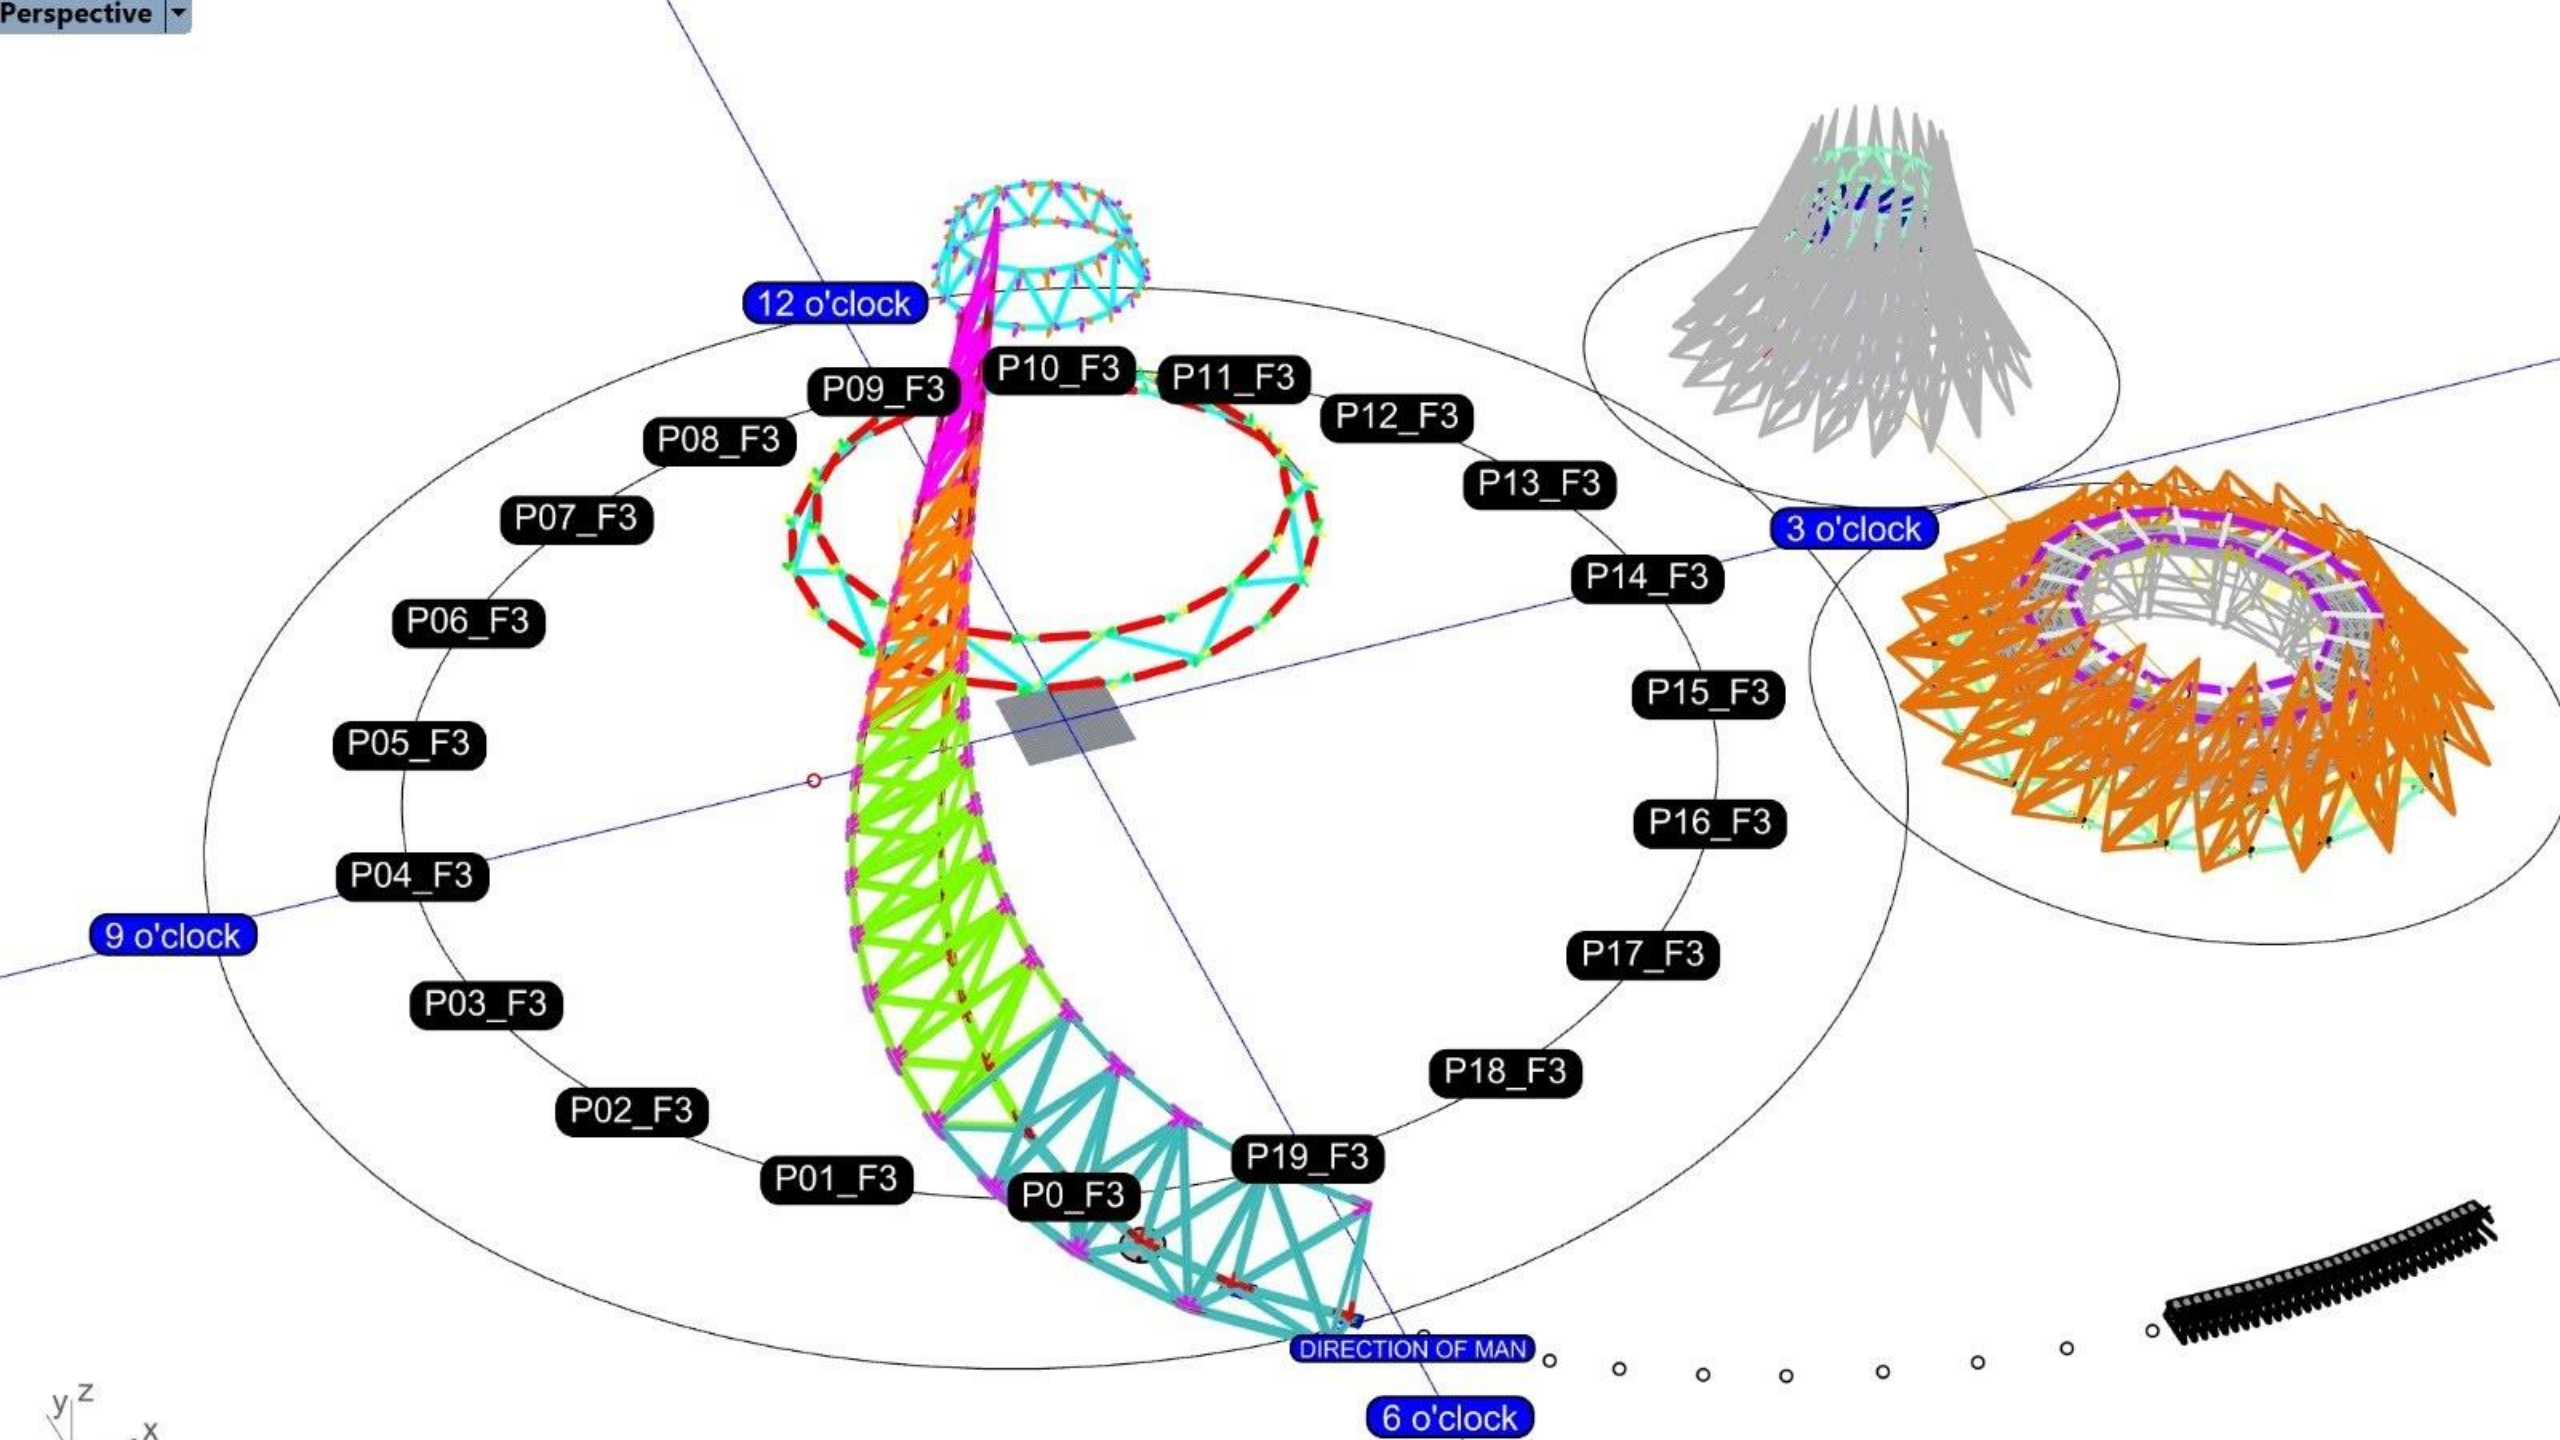 Perspective
12 o'clock
P10_F3
P11_F3
P09_F3
P12_F3
P08_F3
P13_F3
P07_F3
3 o'clock
P14_F3
P06_F3
P15_F3
P05_F3
P16_F3
P04_F3
9 o'clock
P17_F3
P03_F3
P18_F3
P02_F3
P19_F3
P01_F3
P0_F3
DIRECTION OF MAN
6 o'clock
y z
x